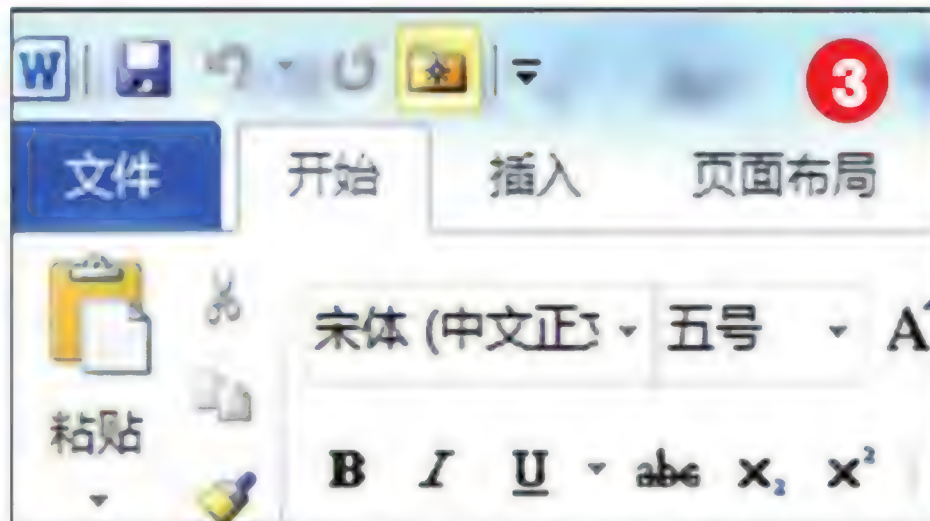 W
3
文件 开始 插入 页面布局
宋体 (中文正文 五号 A
粘贴
B I U abc x₂ x²